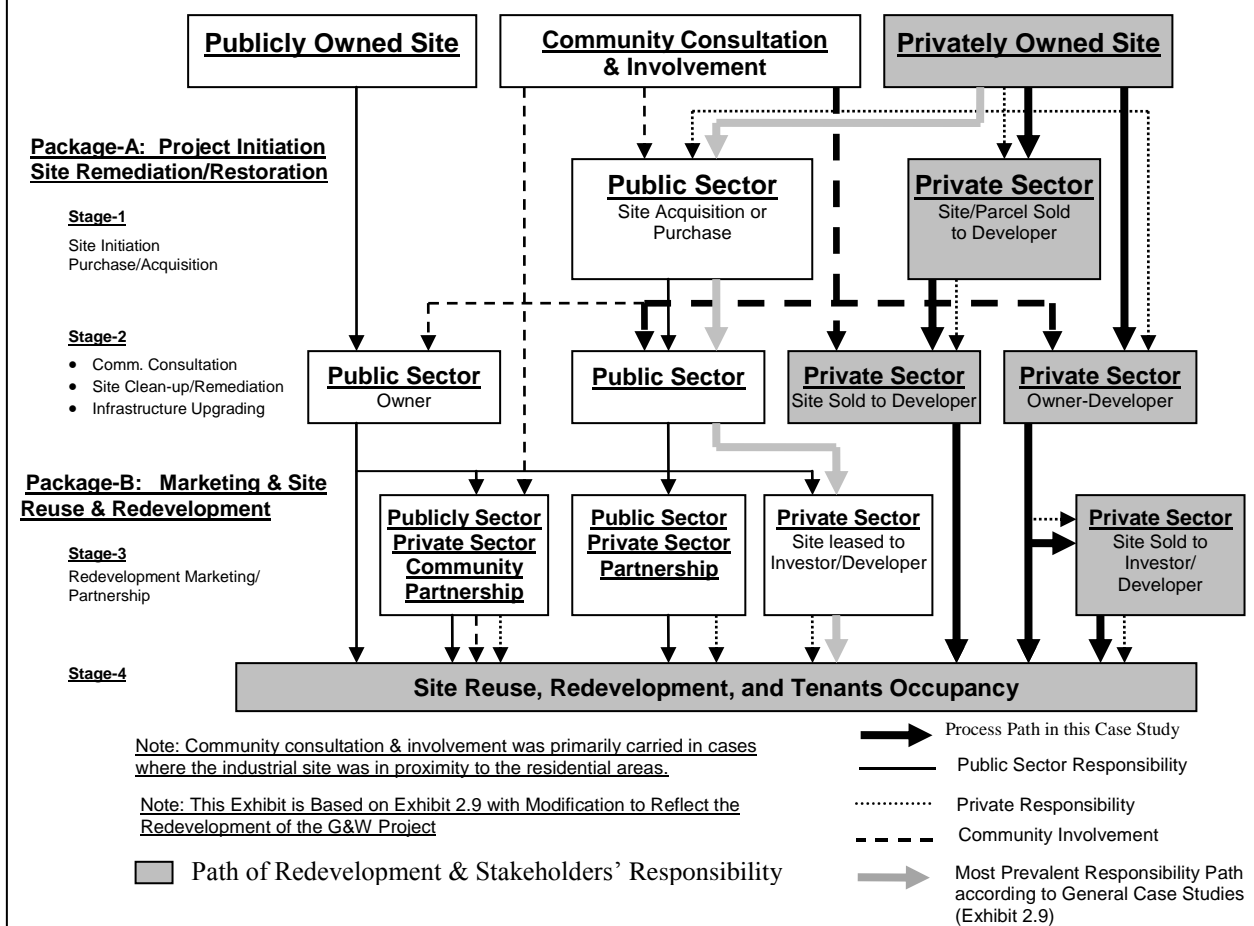 Publicly Owned Site
Community Consultation
& Involvement
Privately Owned Site
Package-A: Project Initiation
Site Remediation/Restoration
Stage-1
Site Initiation
Purchase/Acquisition
Public Sector
Site Acquisition or
Purchase
Private Sector
Site/Parcel Sold
to Developer
Stage-2
• Comm. Consultation
• Site Clean-up/Remediation
• Infrastructure Upgrading
Public Sector
Owner
Public Sector
Private Sector
Site Sold to Developer
Private Sector
Owner-Developer
Package-B: Marketing & Site
Reuse & Redevelopment
Stage-3
Redevelopment Marketing/
Partnership
Publicly Sector
Private Sector
Community
Partnership
Public Sector
Private Sector
Partnership
Private Sector
Site leased to
Investor/Developer
Private Sector
Site Sold to
Investor/
Developer
Stage-4
Site Reuse, Redevelopment, and Tenants Occupancy
Note: Community consultation & involvement was primarily carried in cases
where the industrial site was in proximity to the residential areas.
Note: This Exhibit is Based on Exhibit 2.9 with Modification to Reflect the
Redevelopment of the G&W Project
Path of Redevelopment & Stakeholders' Responsibility
Process Path in this Case Study
Public Sector Responsibility
Private Responsibility
Community Involvement
Most Prevalent Responsibility Path
according to General Case Studies
(Exhibit 2.9)